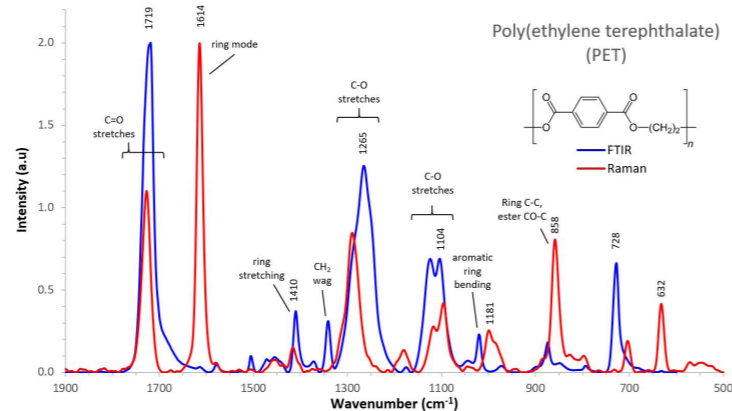 Poly(ethylene terephthalate)
(PET)
O
O
O
O
(CH₂)₂
n
FTIR
Raman
1719
1614
ring mode
C=O
stretches
C-O
stretches
1265
C-O
stretches
1104
ring
stretching
1410
CH₂
wag
aromatic
ring
bending
1181
Ring C-C,
ester CO-C
858
728
632
Intensity (a.u)
2.0
1.5
1.0
0.5
0.0
1900
1700
1500
1300
1100
900
700
500
Wavenumber (cm⁻¹)